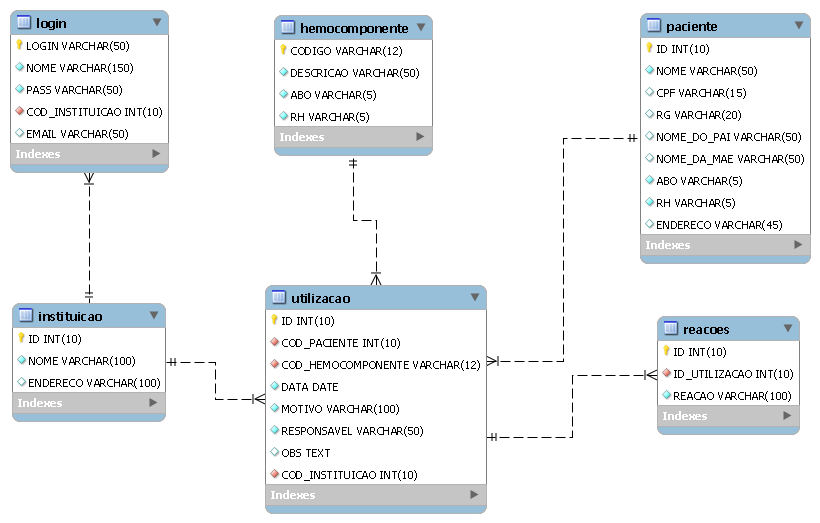 login
LOGIN VARCHAR(50)
NOME VARCHAR(150)
PASS VARCHAR(50)
COD_INSTITUICAO INT(10)
EMAIL VARCHAR(50)
Indexes
hemocomponente
CODIGO VARCHAR(12)
DESCRICAO VARCHAR(50)
ABO VARCHAR(5)
RH VARCHAR(5)
Indexes
paciente
ID INT(10)
NOME VARCHAR(50)
CPF VARCHAR(15)
RG VARCHAR(20)
NOME_DO_PAI VARCHAR(50)
NOME_DA_MAE VARCHAR(50)
ABO VARCHAR(5)
RH VARCHAR(5)
ENDERECO VARCHAR(45)
Indexes
instituicao
ID INT(10)
NOME VARCHAR(100)
ENDERECO VARCHAR(100)
Indexes
utilizacao
ID INT(10)
COD_PACIENTE INT(10)
COD_HEMOCOMPONENTE VARCHAR(12)
DATA DATE
MOTIVO VARCHAR(100)
RESPONSAVEL VARCHAR(50)
OBS TEXT
COD_INSTITUICAO INT(10)
Indexes
reacoes
ID INT(10)
ID_UTILIZACAO INT(10)
REACAO VARCHAR(100)
Indexes